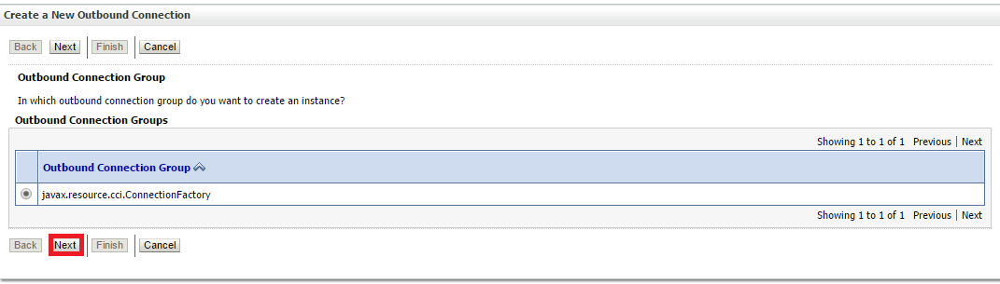 Create a New Outbound Connection
Back Next Finish Cancel
Outbound Connection Group
In which outbound connection group do you want to create an instance?
Outbound Connection Groups
Showing 1 to 1 of 1 Previous | Next
Outbound Connection Group
javax.resource.cci.ConnectionFactory
Showing 1 to 1 of 1 Previous | Next
Back Next Finish Cancel